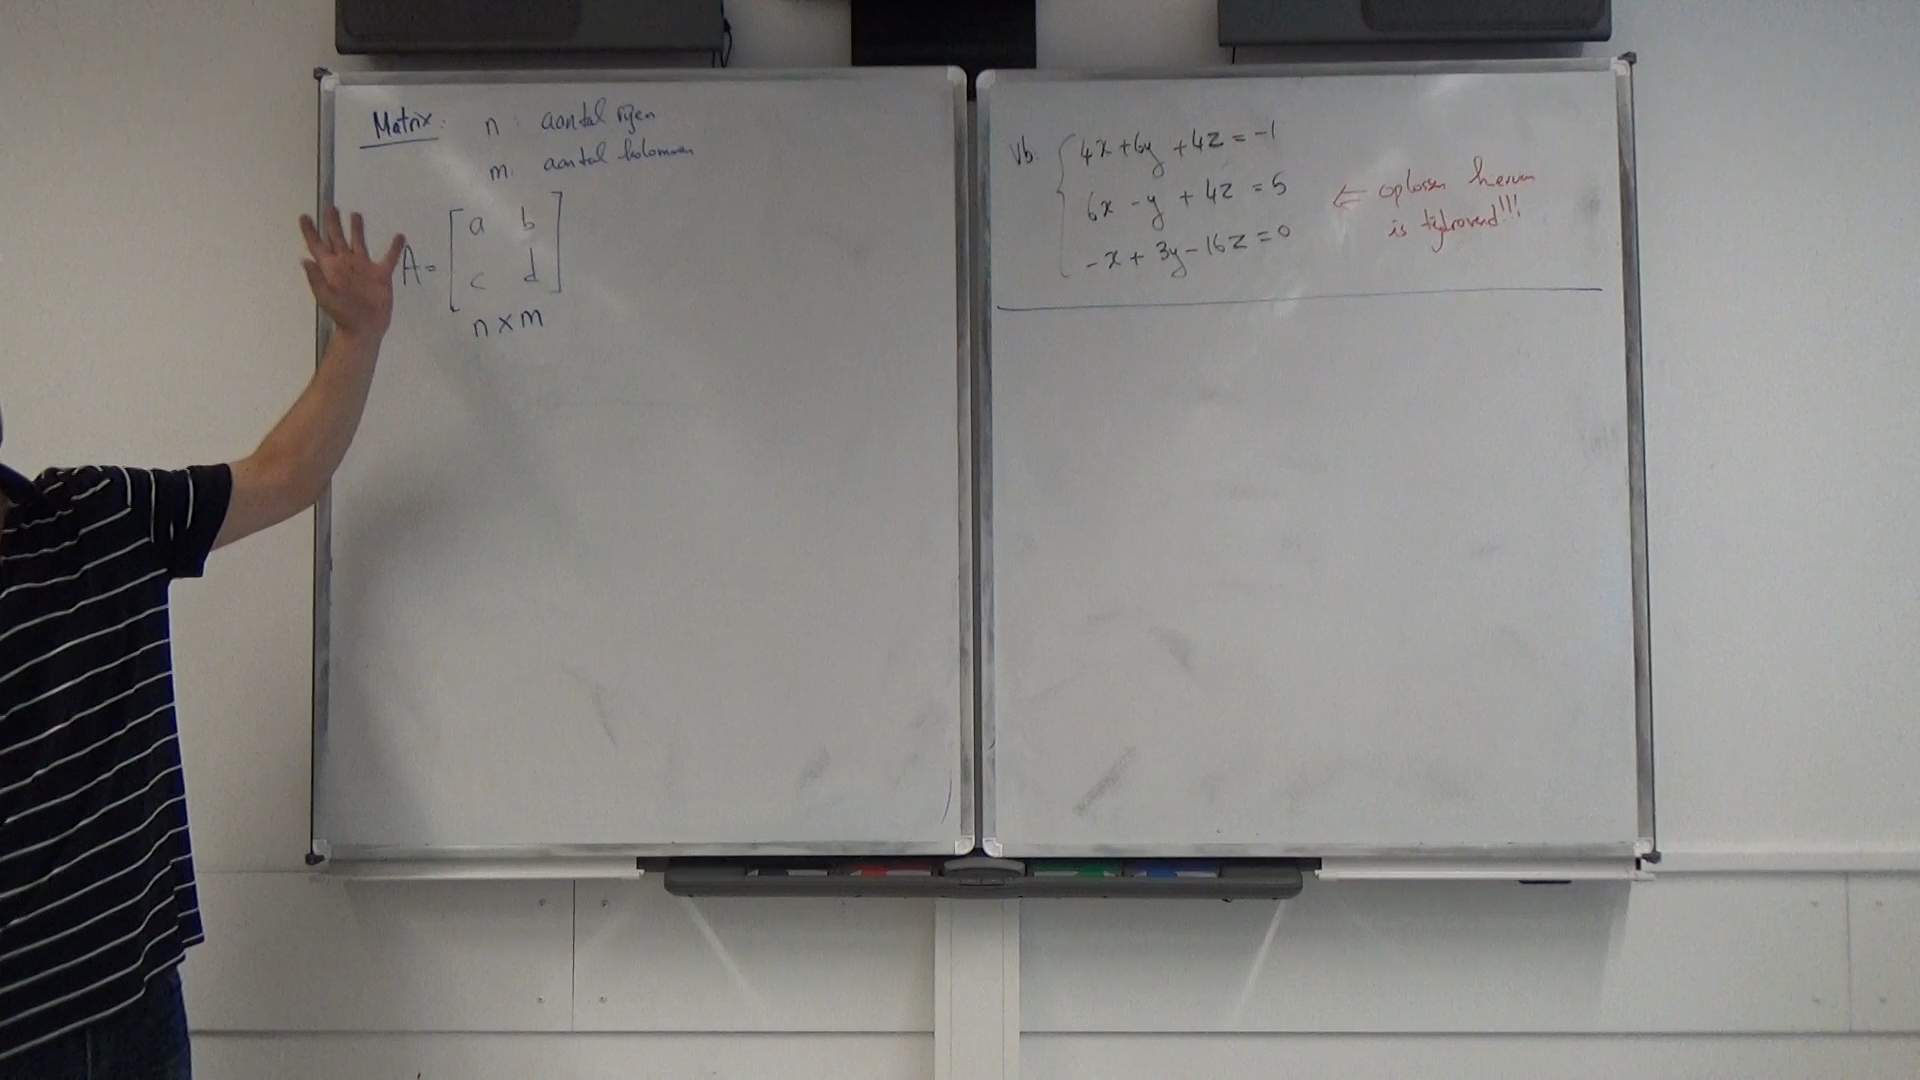 Matrix: n: aantal rijen
m: aantal kolommen
A = [ a b
c d ]
n x m
Vb. { 4x + 6y + 4z = -1
6x - y + 4z = 5
-x + 3y - 16z = 0
← oplossen hiervan
is tijdrovend!!!